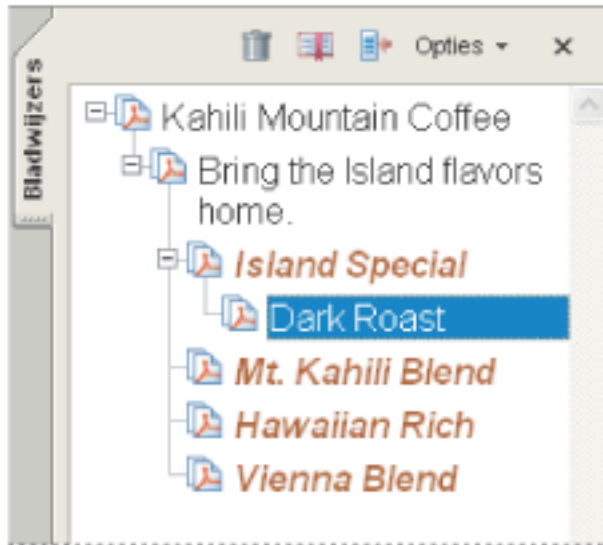 Bladwijzers
Opties
Kahili Mountain Coffee
Bring the Island flavors
home.
Island Special
Dark Roast
Mt. Kahili Blend
Hawaiian Rich
Vienna Blend